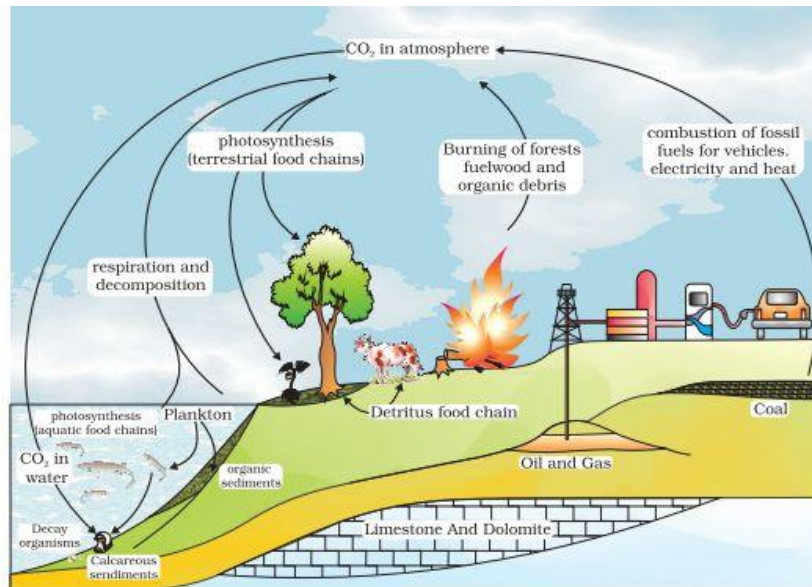 CO₂ in atmosphere
photosynthesis
(terrestrial food chains)
Burning of forests
fuelwood and
organic debris
combustion of fossil
fuels for vehicles.
electricity and heat
respiration and
decomposition
photosynthesis
(aquatic food chains)
Plankton
Detritus food chain
Coal
CO₂ in
water
organic
sediments
Oil and Gas
Decay
organisms
Limestone And Dolomite
Calcareous
sendiments